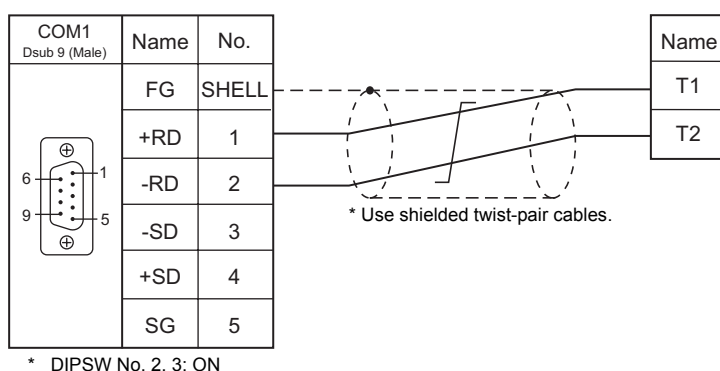 COM1
Dsub 9 (Male)
Name No.
FG SHELL
+RD 1
-RD 2
-SD 3
+SD 4
SG 5
6 1
9 5
* DIPSW No. 2, 3: ON
* Use shielded twist-pair cables.
Name
T1
T2